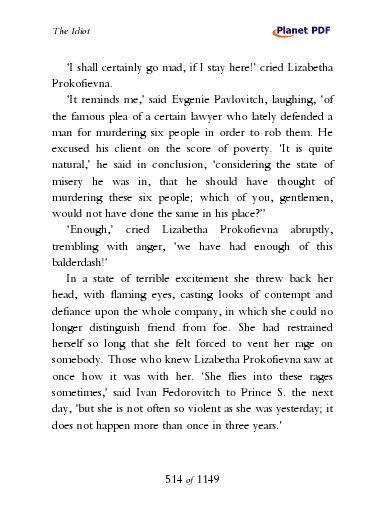 The Idiot
Planet PDF
'I shall certainly go mad, if I stay here!' cried Lizabetha
Prokofievna.
'It reminds me,' said Evgenie Pavlovitch, laughing, 'of
the famous plea of a certain lawyer who lately defended a
man for murdering six people in order to rob them. He
excused his client on the score of poverty. 'It is quite
natural,' he said in conclusion, 'considering the state of
misery he was in, that he should have thought of
murdering these six people; which of you, gentlemen,
would not have done the same in his place?''
'Enough,' cried Lizabetha Prokofievna abruptly,
trembling with anger, 'we have had enough of this
balderdash!'
In a state of terrible excitement she threw back her
head, with flaming eyes, casting looks of contempt and
defiance upon the whole company, in which she could no
longer distinguish friend from foe. She had restrained
herself so long that she felt forced to vent her rage on
somebody. Those who knew Lizabetha Prokofievna saw at
once how it was with her. 'She flies into these rages
sometimes,' said Ivan Fedorovitch to Prince S. the next
day, 'but she is not often so violent as she was yesterday; it
does not happen more than once in three years.'
514 of 1149